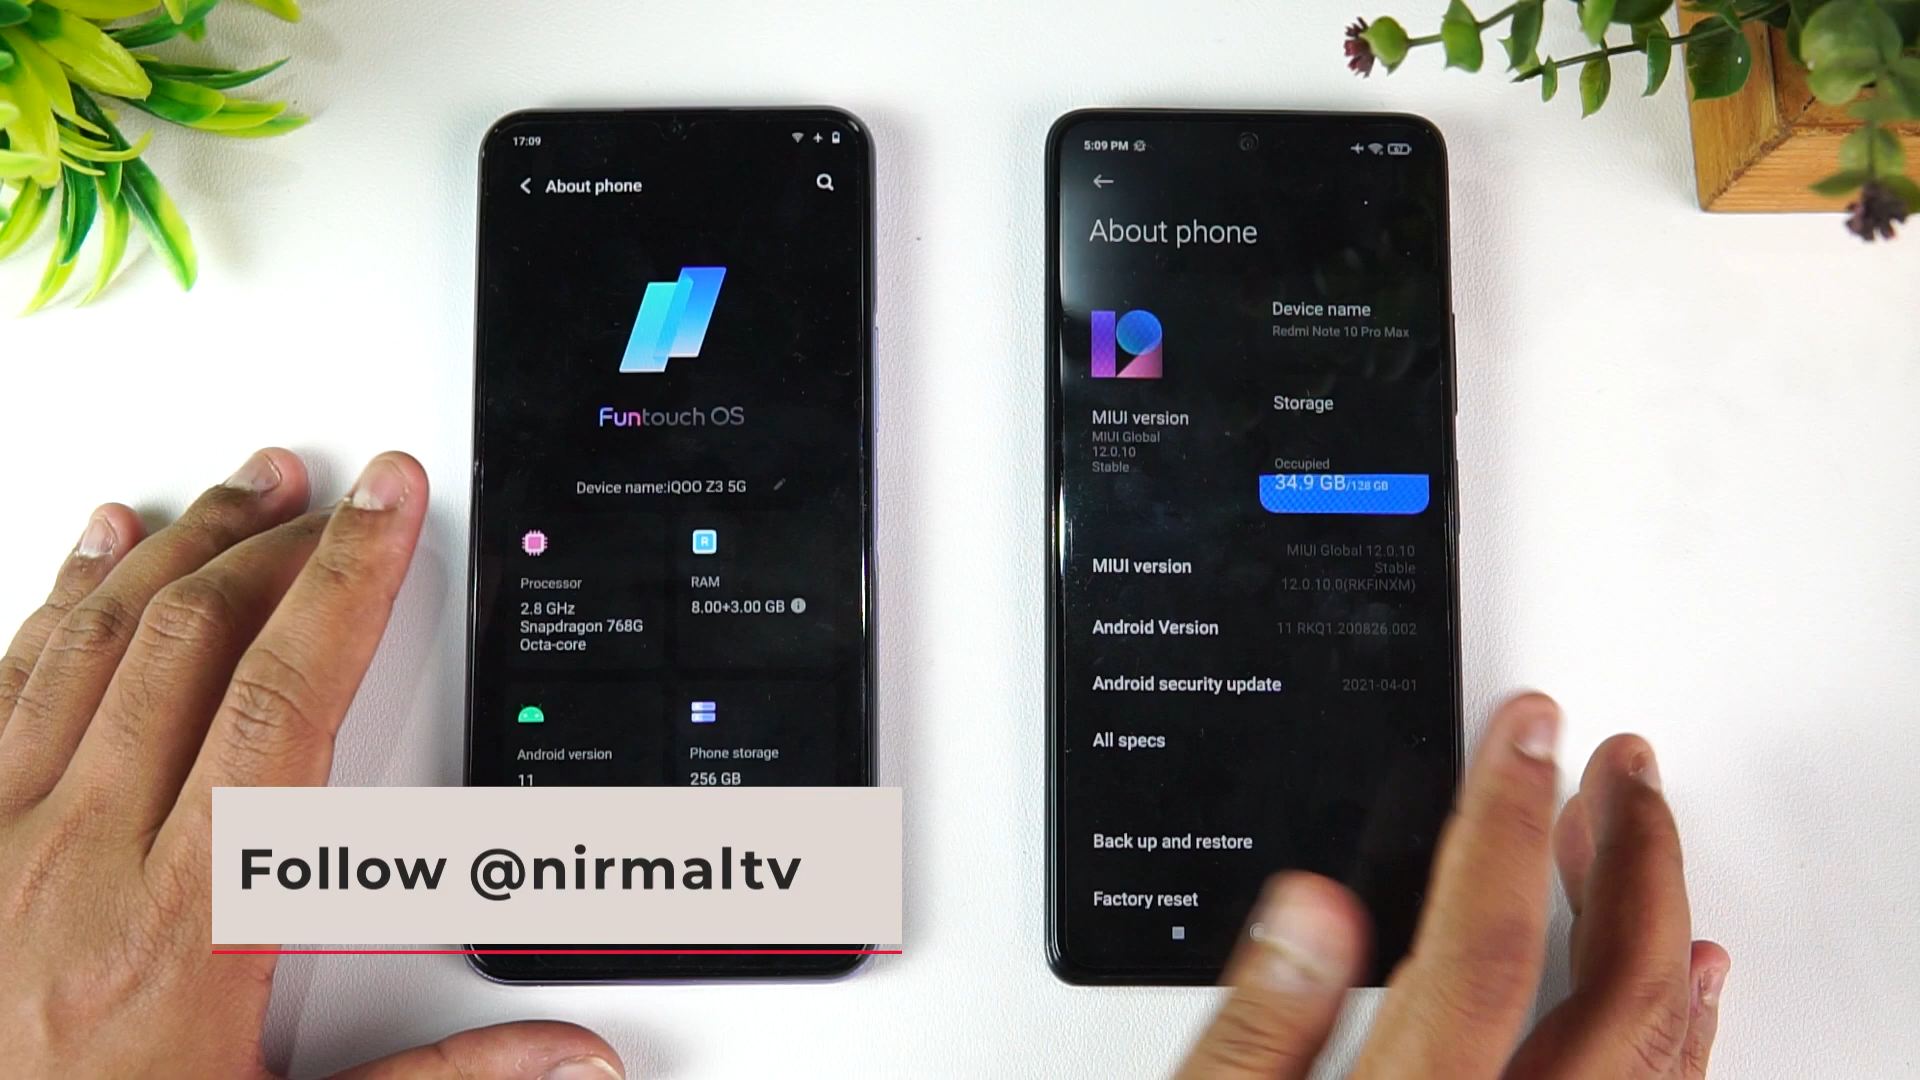 17:09
About phone
Funtouch OS
Device name:iQOO Z3 5G
Processor
2.8 GHz
Snapdragon 768G
Octa-core
R
RAM
8.00+3.00 GB
Android version
11
Phone storage
256 GB
Follow @nirmaltv
5:09 PM
67
About phone
MIUI version
MIUI Global
12.0.10
Stable
Device name
Redmi Note 10 Pro Max
Storage
Occupied
34.9 GB/128 GB
MIUI version
MIUI Global 12.0.10
Stable
12.0.10.0(RKFINXM)
Android Version
11 RKQ1.200826.002
Android security update
2021-04-01
All specs
Back up and restore
Factory reset